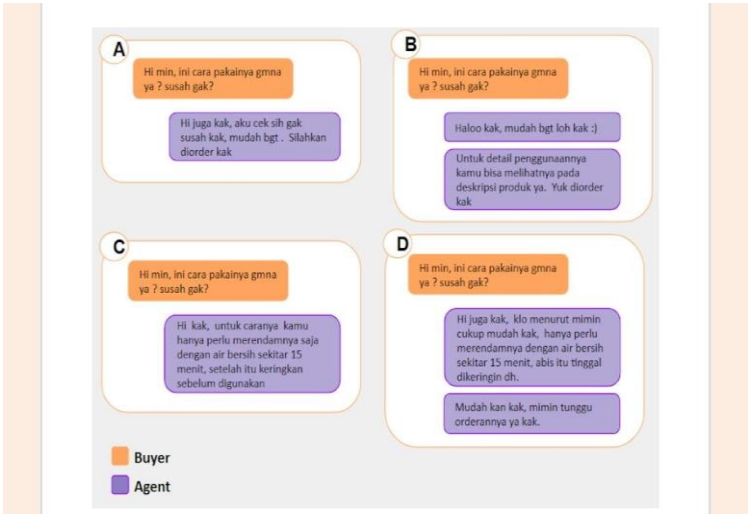 A
Hi min, ini cara pakainya gmna
ya ? susah gak?
Hi juga kak, aku cek sih gak
susah kak, mudah bgt . Silahkan
diorder kak
B
Hi min, ini cara pakainya gmna
ya ? susah gak?
Haloo kak, mudah bgt loh kak :)
Untuk detail penggunaannya
kamu bisa melihatnya pada
deskripsi produk ya. Yuk diorder
kak
C
Hi min, ini cara pakainya gmna
ya ? susah gak?
Hi kak, untuk caranya kamu
hanya perlu merendamnya saja
dengan air bersih sekitar 15
menit, setelah itu keringkan
sebelum digunakan
D
Hi min, ini cara pakainya gmna
ya ? susah gak?
Hi juga kak, klo menurut mimin
cukup mudah kak, hanya perlu
merendamnya dengan air bersih
sekitar 15 menit, abis itu tinggal
dikeringin dh.
Mudah kan kak, mimin tunggu
orderannya ya kak.
Buyer
Agent